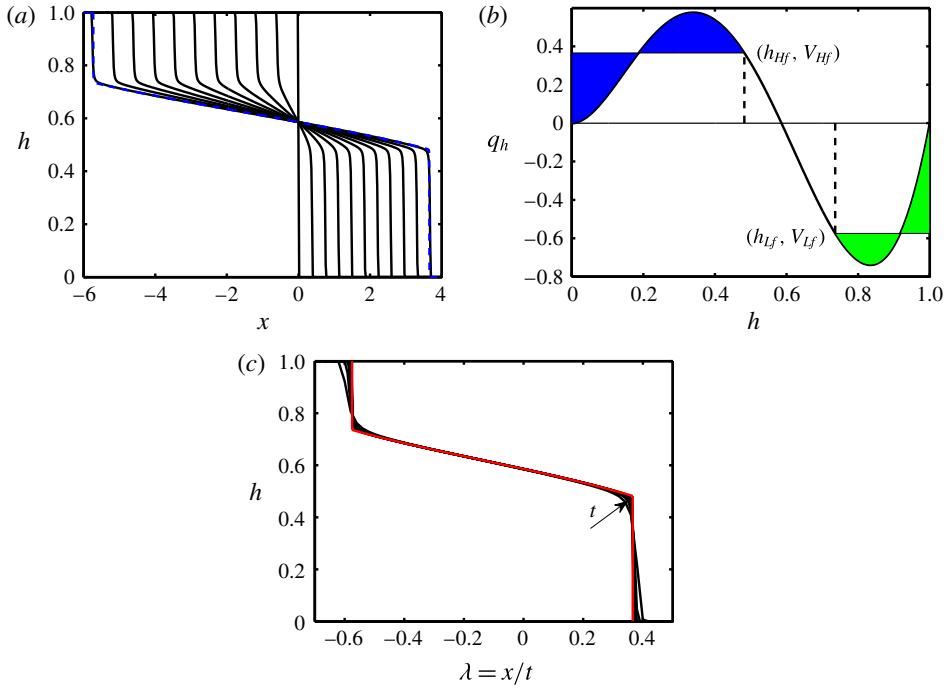 (a)
1.0
0.8
0.6
h
0.4
0.2
0
−6 −4 −2 0 2 4
x
(b)
0.4
0.2
0
q_h
−0.2
−0.4
−0.6
−0.8
(h_{Hf}, V_{Hf})
(h_{Lf}, V_{Lf})
0 0.2 0.4 0.6 0.8 1.0
h
(c)
1.0
0.8
0.6
h
0.4
0.2
0
t
−0.6 −0.4 −0.2 0 0.2 0.4
λ = x/t